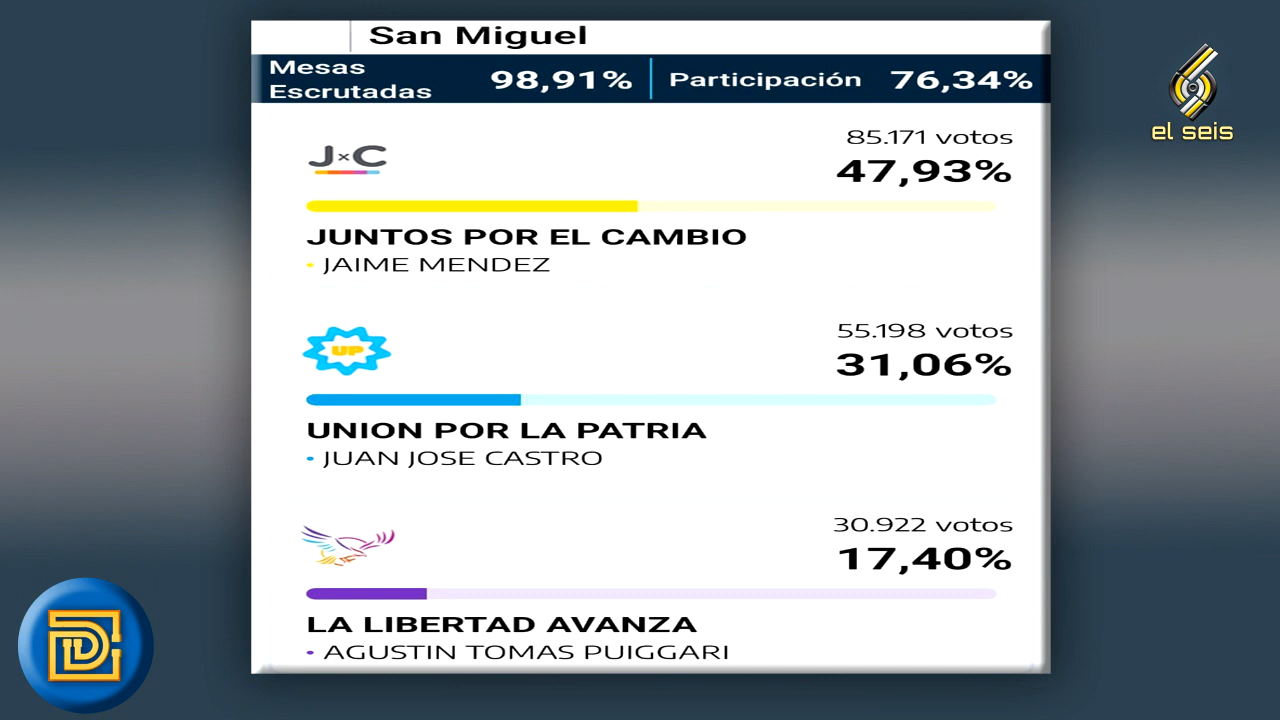 San Miguel
Mesas Escrutadas 98,91% Participación 76,34%
el seis
85.171 votos
JxC 47,93%
JUNTOS POR EL CAMBIO
• JAIME MENDEZ
55.198 votos
UP 31,06%
UNION POR LA PATRIA
• JUAN JOSE CASTRO
30.922 votos
17,40%
LA LIBERTAD AVANZA
• AGUSTIN TOMAS PUIGGARI